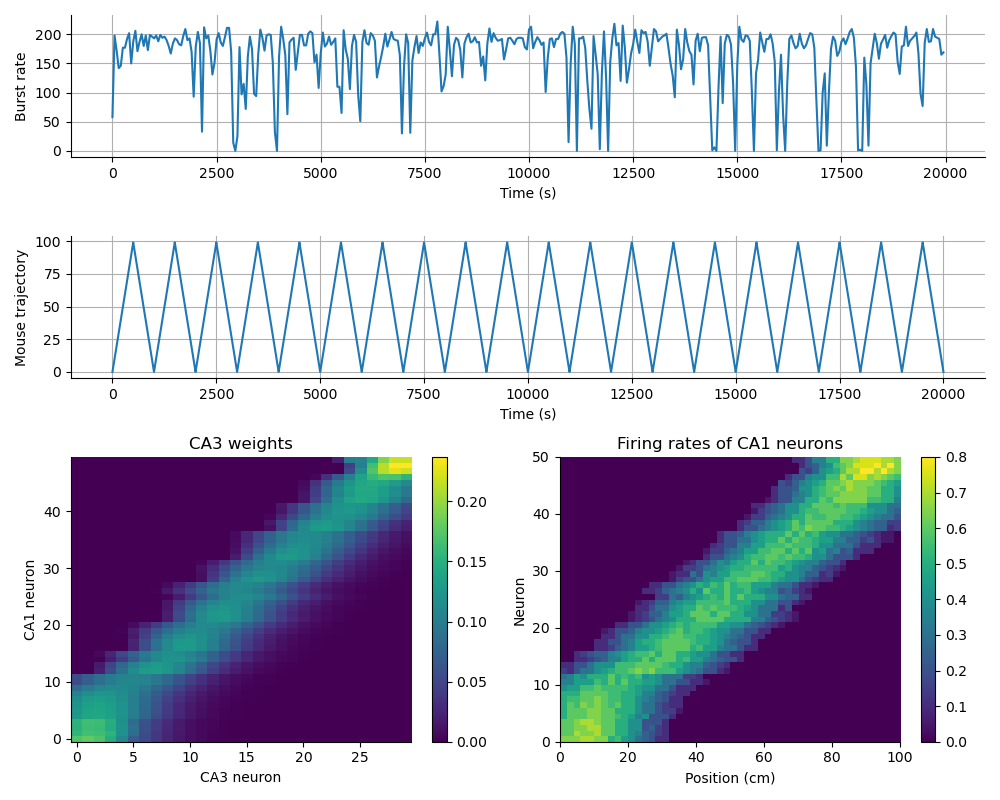 200
150
100
50
0
Burst rate
0 2500 5000 7500 10000 12500 15000 17500 20000
Time (s)
100
75
50
25
0
Mouse trajectory
0 2500 5000 7500 10000 12500 15000 17500 20000
Time (s)
CA3 weights
40
30
20
10
0
CA1 neuron
0 5 10 15 20 25
CA3 neuron
0.20
0.15
0.10
0.05
0.00
Firing rates of CA1 neurons
50
40
30
20
10
0
Neuron
0 20 40 60 80 100
Position (cm)
0.8
0.7
0.6
0.5
0.4
0.3
0.2
0.1
0.0